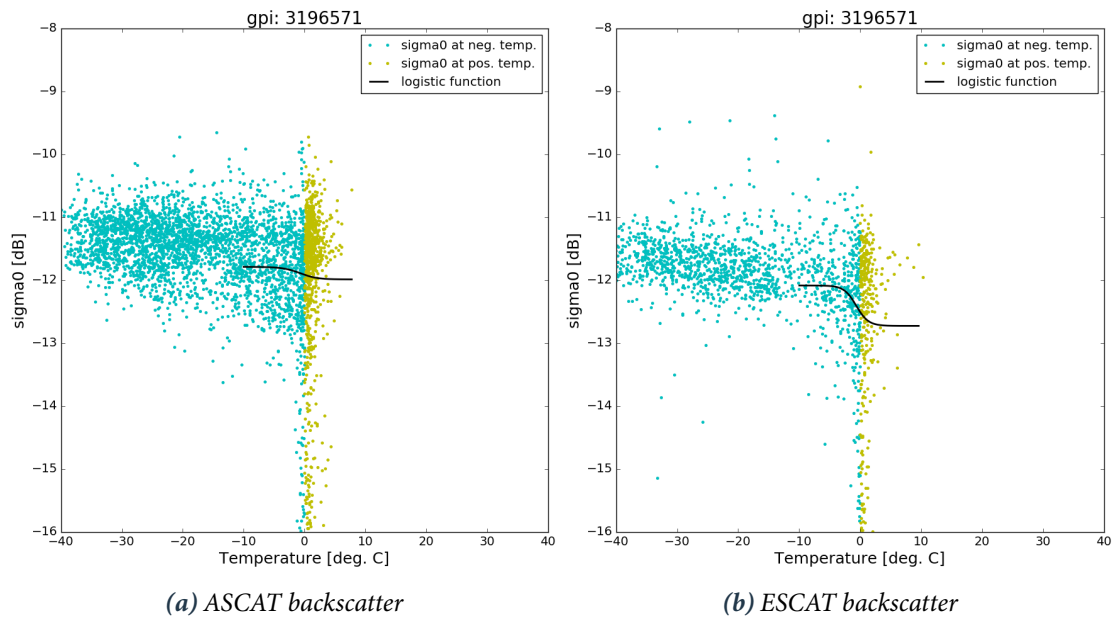 gpi: 3196571
−8
−9
−10
−11
−12
−13
−14
−15
−16
sigma0 [dB]
sigma0 at neg. temp.
sigma0 at pos. temp.
logistic function
−40 −30 −20 −10 0 10 20 30 40
Temperature [deg. C]
(a) ASCAT backscatter
gpi: 3196571
−8
−9
−10
−11
−12
−13
−14
−15
−16
sigma0 [dB]
sigma0 at neg. temp.
sigma0 at pos. temp.
logistic function
−40 −30 −20 −10 0 10 20 30 40
Temperature [deg. C]
(b) ESCAT backscatter